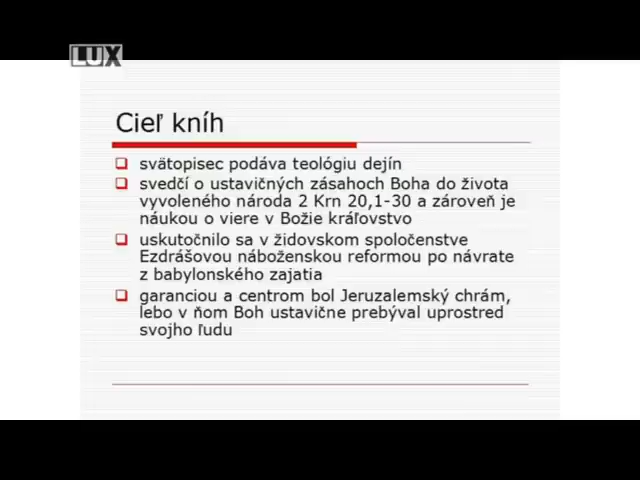 LUX
Cieľ kníh
svätopisec podáva teológiu dejín
svedčí o ustavičných zásahoch Boha do života
vyvoleného národa 2 Krn 20,1-30 a zároveň je
náukou o viere v Božie kráľovstvo
uskutočnilo sa v židovskom spoločenstve
Ezdrášovou náboženskou reformou po návrate
z babylonského zajatia
garanciou a centrom bol Jeruzalemský chrám,
lebo v ňom Boh ustavične prebýval uprostred
svojho ľudu